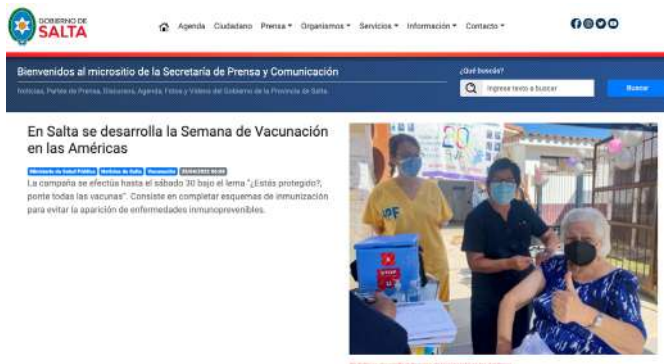 GOBIERNO DE
SALTA
Agenda Ciudadano Prensa Organismos Servicios Información Contacto
Bienvenidos al micrositio de la Secretaría de Prensa y Comunicación
Noticias, Partes de Prensa, Discursos, Agenda, Fotos y Videos del Gobierno de la Provincia de Salta.
¿Qué buscás?
Ingrese texto a buscar
Buscar
En Salta se desarrolla la Semana de Vacunación
en las Américas
Ministerio de Salud Pública Noticias de Salta Vacunación
La campaña se efectúa hasta el sábado 30 bajo el lema "¿Estás protegido?,
ponte todas las vacunas". Consiste en completar esquemas de inmunización
para evitar la aparición de enfermedades inmunoprevenibles.